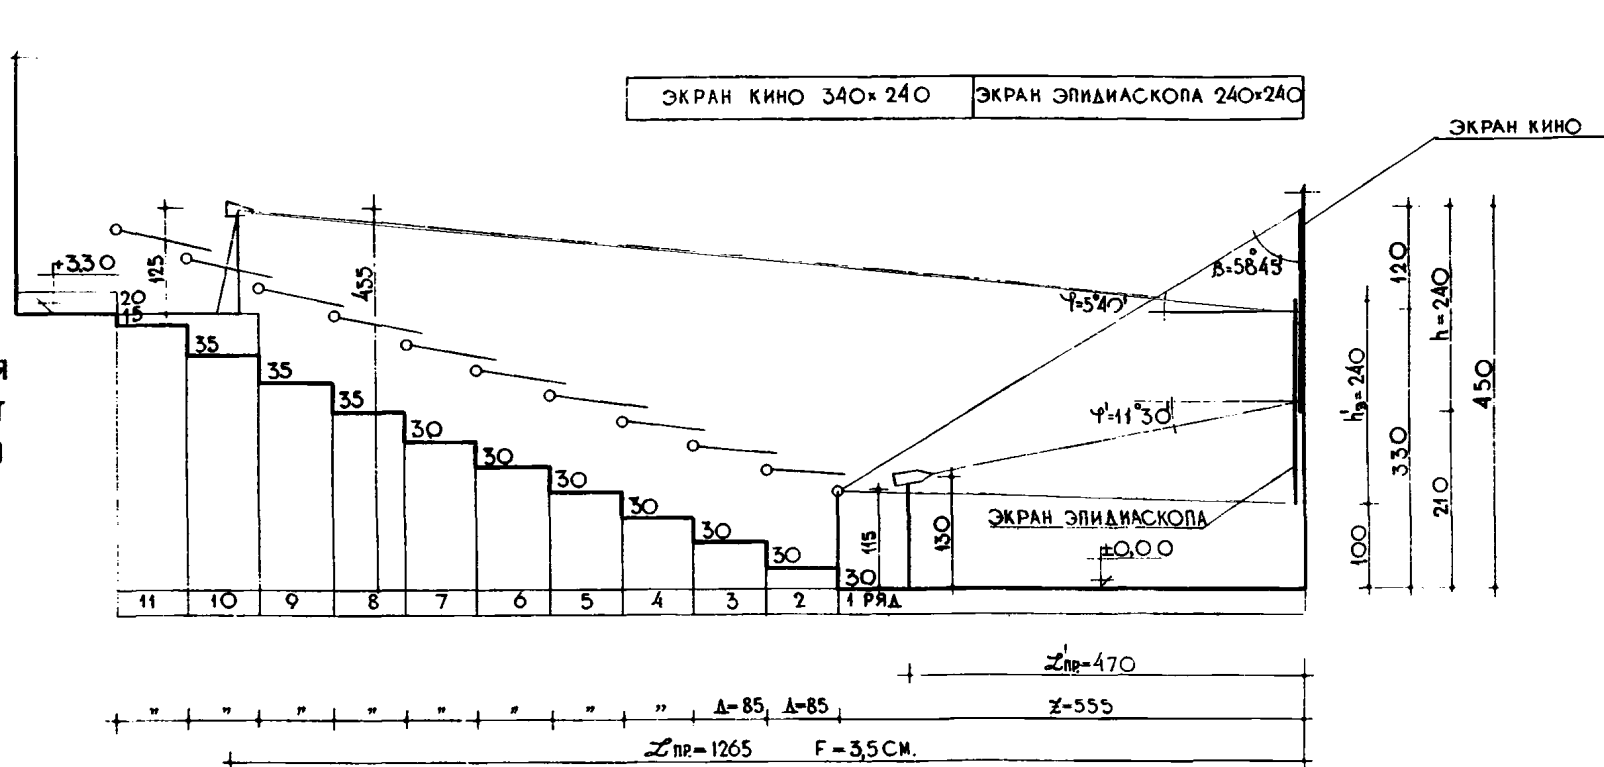 ЭКРАН КИНО 340×240
ЭКРАН ЭПИДИАСКОПА 240×240
ЭКРАН КИНО
+3.30
125
455
β=58°45'
φ=5°40'
φ'=11°30'
120
h=240
h'э=240
450
330
210
100
20
15
35
35
35
30
30
30
30
30
30
30
115
130
ЭКРАН ЭПИДИАСКОПА
±0,00
11 10 9 8 7 6 5 4 3 2 1 РЯД
ℒ'ПР.=470
" " " " " " " " Δ=85 Δ=85 Z=555
ℒПР.=1265 F=3,5СМ.